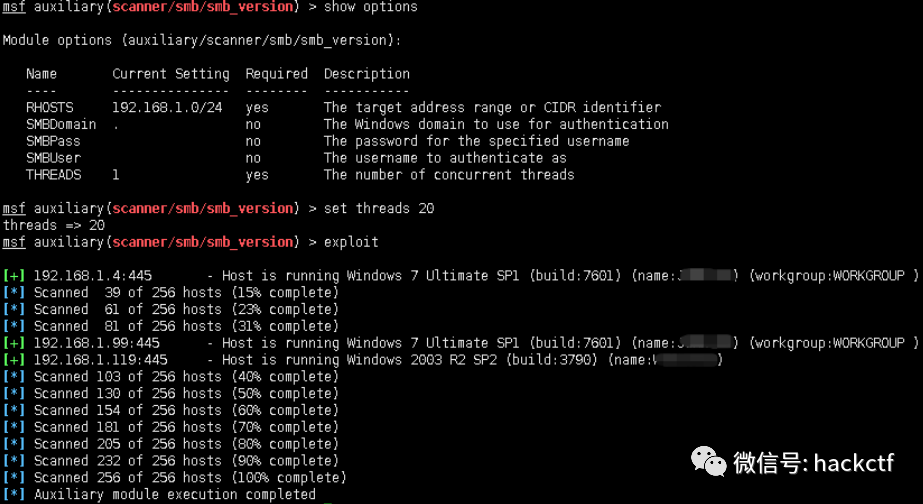 msf auxiliary(scanner/smb/smb_version) > show options
Module options (auxiliary/scanner/smb/smb_version):
Name Current Setting Required Description
---- --------------- -------- -----------
RHOSTS 192.168.1.0/24 yes The target address range or CIDR identifier
SMBDomain . no The Windows domain to use for authentication
SMBPass no The password for the specified username
SMBUser no The username to authenticate as
THREADS 1 yes The number of concurrent threads
msf auxiliary(scanner/smb/smb_version) > set threads 20
threads => 20
msf auxiliary(scanner/smb/smb_version) > exploit
[+] 192.168.1.4:445 - Host is running Windows 7 Ultimate SP1 (build:7601) (name: ) (workgroup:WORKGROUP )
[*] Scanned 39 of 256 hosts (15% complete)
[*] Scanned 61 of 256 hosts (23% complete)
[*] Scanned 81 of 256 hosts (31% complete)
[+] 192.168.1.99:445 - Host is running Windows 7 Ultimate SP1 (build:7601) (name: ) (workgroup:WORKGROUP )
[+] 192.168.1.119:445 - Host is running Windows 2003 R2 SP2 (build:3790) (name: )
[*] Scanned 103 of 256 hosts (40% complete)
[*] Scanned 130 of 256 hosts (50% complete)
[*] Scanned 154 of 256 hosts (60% complete)
[*] Scanned 181 of 256 hosts (70% complete)
[*] Scanned 205 of 256 hosts (80% complete)
[*] Scanned 232 of 256 hosts (90% complete)
[*] Scanned 256 of 256 hosts (100% complete)
[*] Auxiliary module execution completed
微信号: hackctf